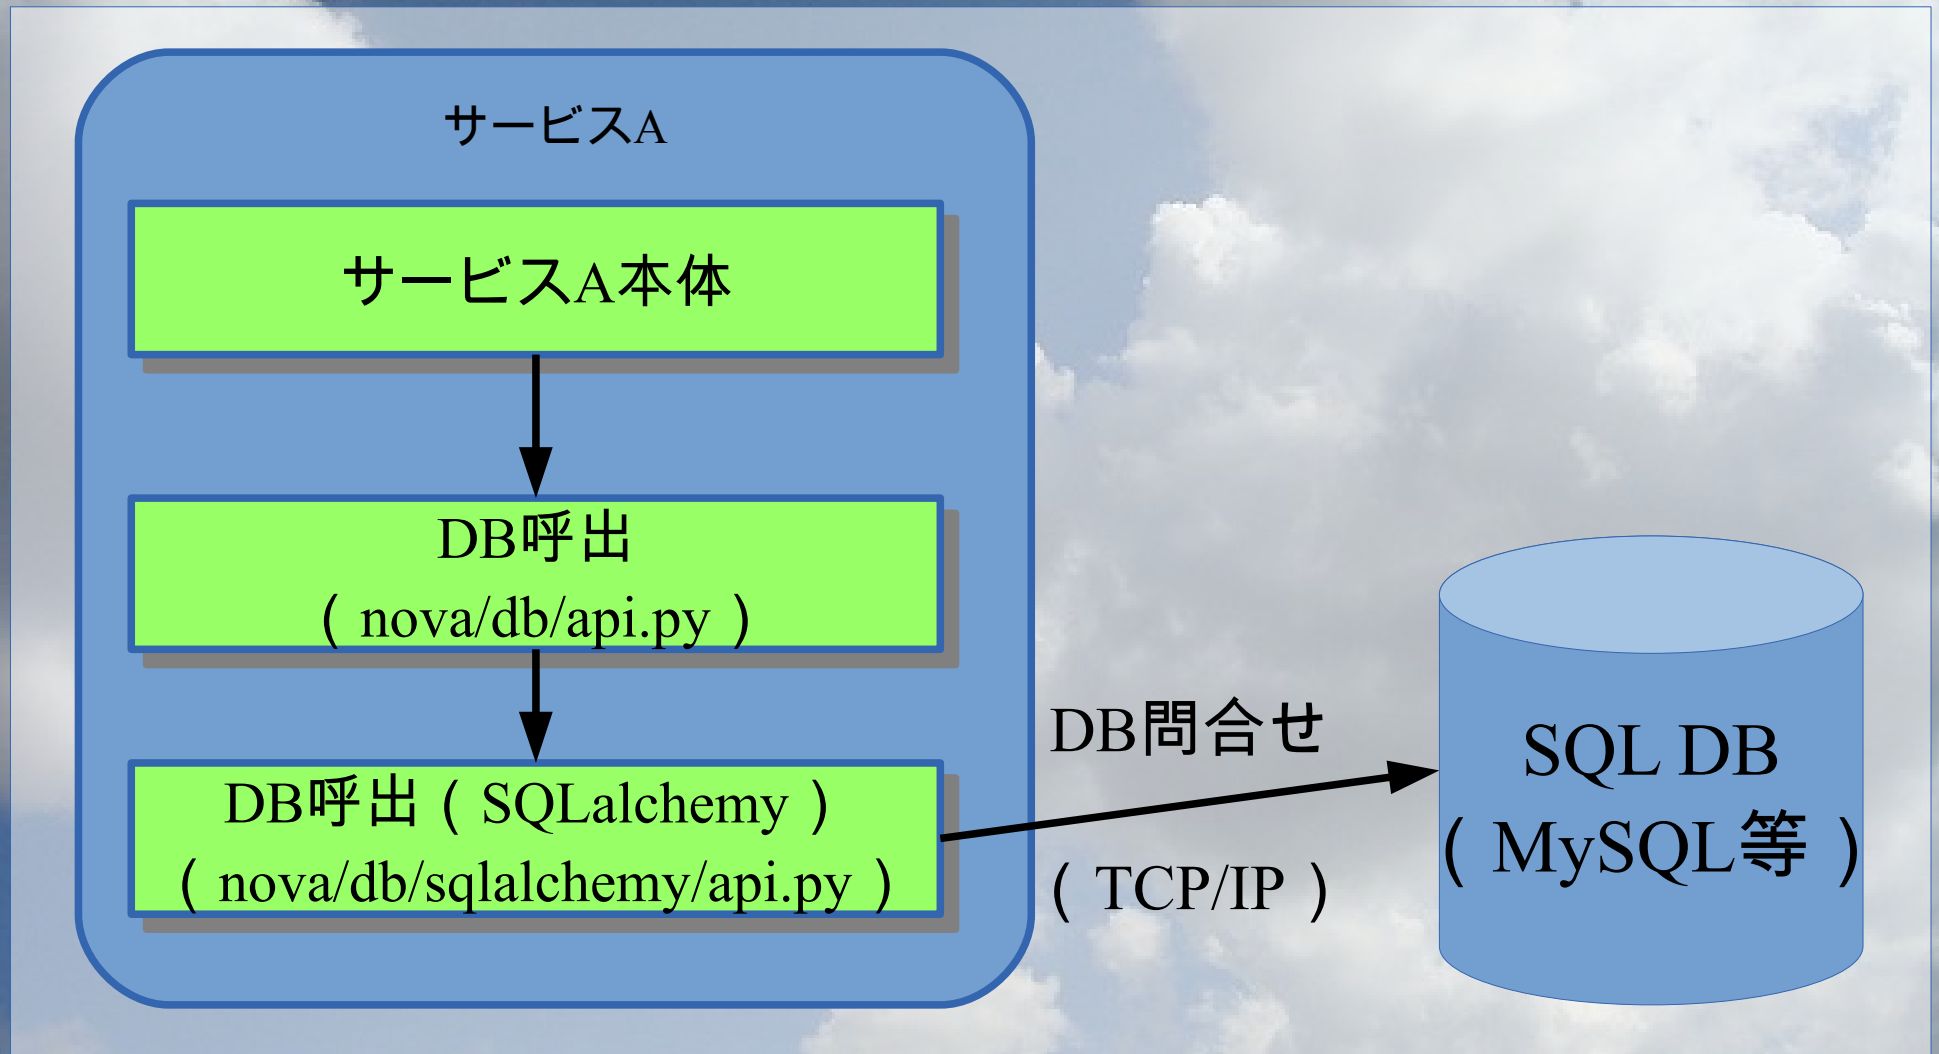 サービスA
サービスA本体
DB呼出
( nova/db/api.py )
DB呼出 ( SQLalchemy )
( nova/db/sqlalchemy/api.py )
DB問合せ
( TCP/IP )
SQL DB
( MySQL等 )